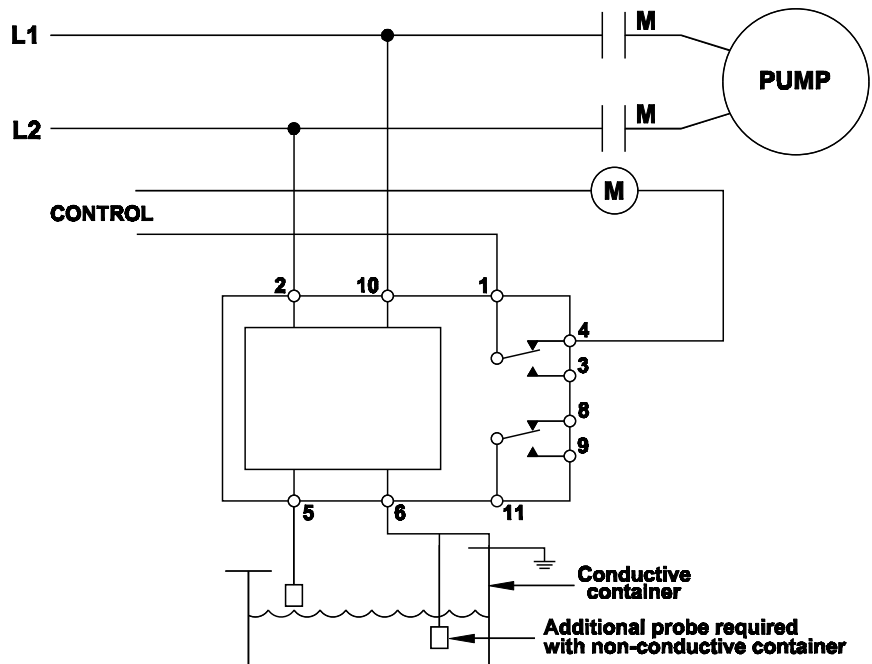 L1
M
PUMP
L2
M
M
CONTROL
2
10
1
4
3
8
9
5
6
11
Conductive
container
Additional probe required
with non-conductive container